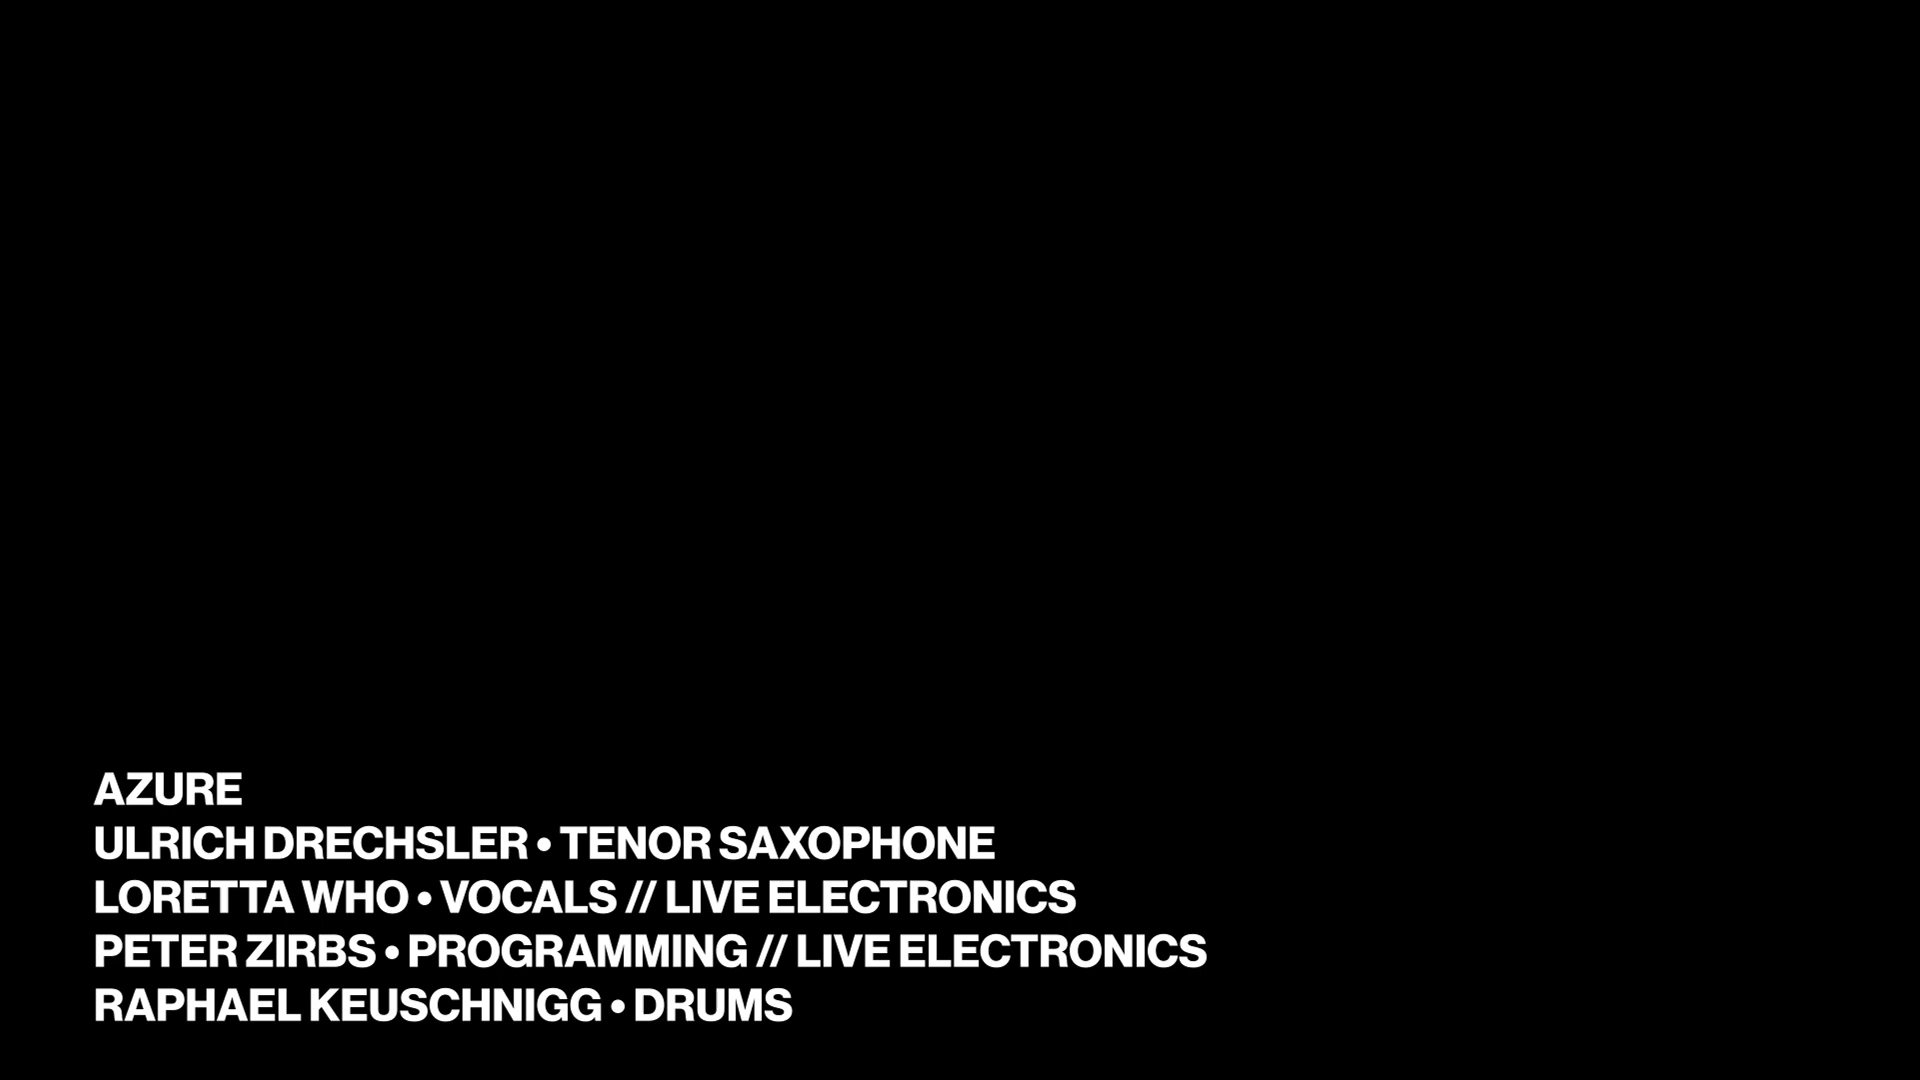 AZURE
ULRICH DRECHSLER • TENOR SAXOPHONE
LORETTA WHO • VOCALS // LIVE ELECTRONICS
PETER ZIRBS • PROGRAMMING // LIVE ELECTRONICS
RAPHAEL KEUSCHNIGG • DRUMS